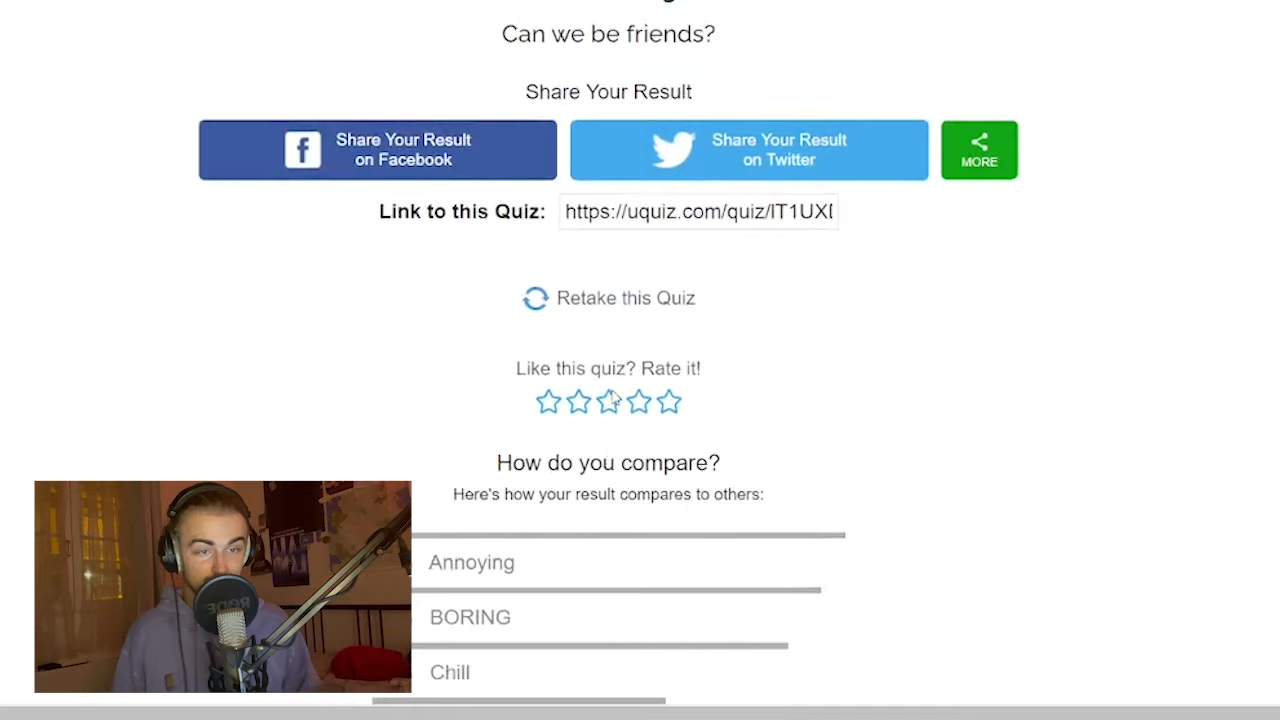 Can we be friends?
Share Your Result
Share Your Result
on Facebook
Share Your Result
on Twitter
MORE
Link to this Quiz:
https://uquiz.com/quiz/IT1UX
Retake this Quiz
Like this quiz? Rate it!
How do you compare?
Here's how your result compares to others:
Annoying
BORING
Chill
RODE